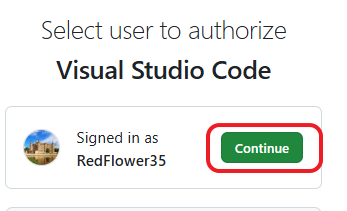 Select user to authorize
Visual Studio Code
Signed in as
RedFlower35
Continue